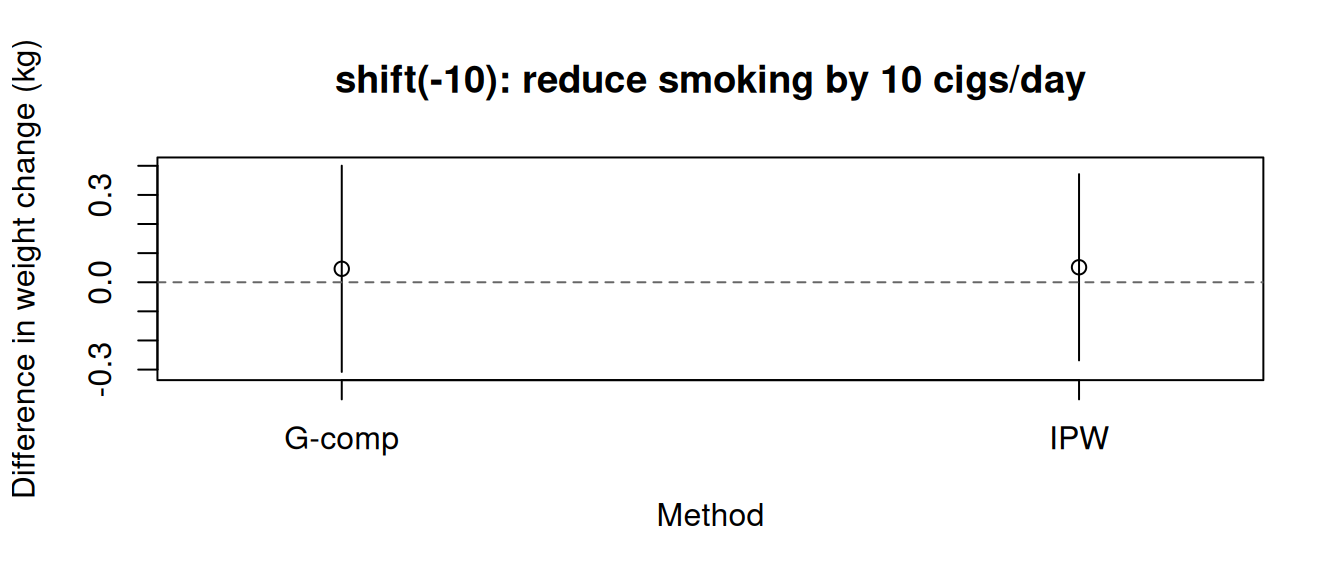 shift(-10): reduce smoking by 10 cigs/day
Difference in weight change (kg)
0.3
0.0
-0.3
G-comp
IPW
Method